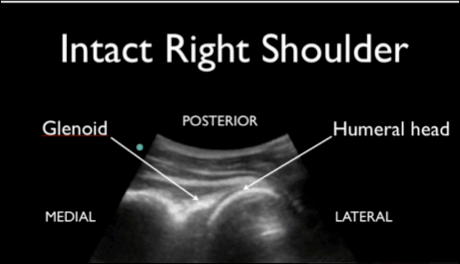 Intact Right Shoulder
POSTERIOR
Glenoid
Humeral head
MEDIAL
LATERAL